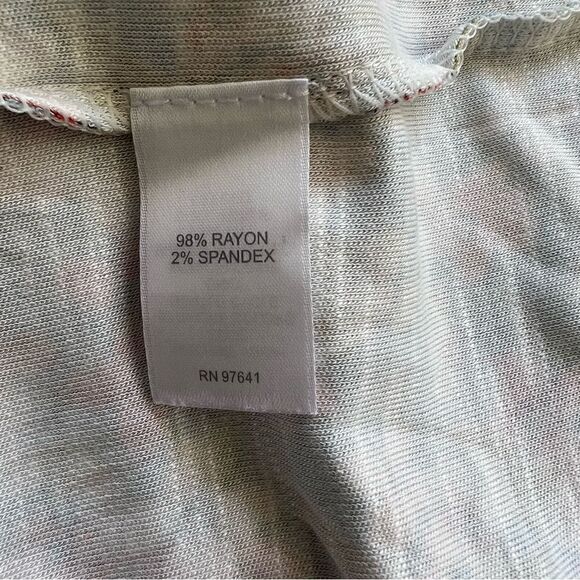 98% RAYON
2% SPANDEX
RN 97641